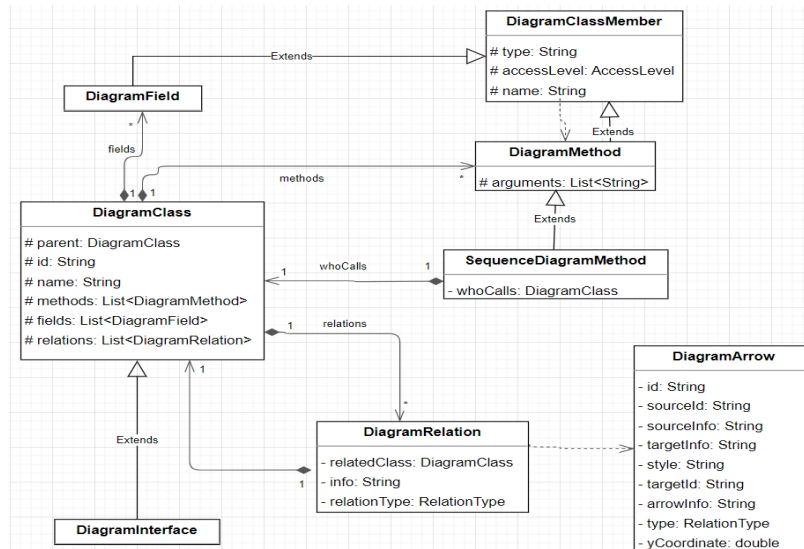 DiagramClassMember
# type: String
# accessLevel: AccessLevel
# name: String
Extends
DiagramField
Extends
*
fields
1
1
methods
*
DiagramMethod
# arguments: List<String>
Extends
DiagramClass
# parent: DiagramClass
# id: String
# name: String
# methods: List<DiagramMethod>
# fields: List<DiagramField>
# relations: List<DiagramRelation>
1
whoCalls
1
SequenceDiagramMethod
- whoCalls: DiagramClass
1
relations
*
1
DiagramArrow
- id: String
- sourceId: String
- sourceInfo: String
- targetInfo: String
- style: String
- targetId: String
- arrowInfo: String
- type: RelationType
- yCoordinate: double
DiagramRelation
- relatedClass: DiagramClass
- info: String
- relationType: RelationType
1
Extends
DiagramInterface